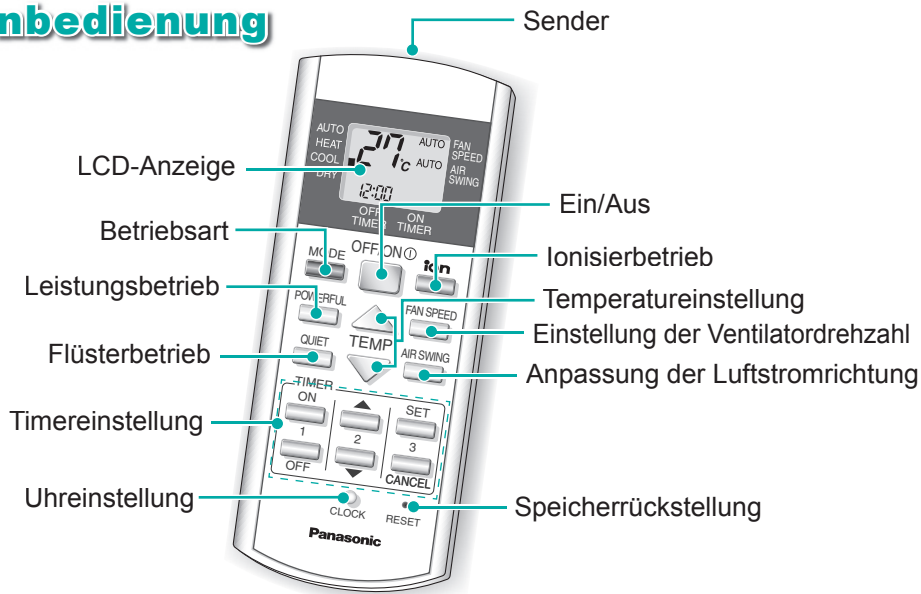 nbedienung
Sender
LCD-Anzeige
Betriebsart
Leistungsbetrieb
Flüsterbetrieb
Timereinstellung
Uhreinstellung
Ein/Aus
Ionisierbetrieb
Temperatureinstellung
Einstellung der Ventilatordrehzahl
Anpassung der Luftstromrichtung
Speicherrückstellung
AUTO
HEAT
COOL
DRY
27°C
AUTO
AUTO
12:00
FAN
SPEED
AIR
SWING
OFF
TIMER
ON
TIMER
MODE
OFF/ON
ion
POWERFUL
FAN SPEED
QUIET
TEMP
AIR SWING
TIMER
ON
SET
1
2
3
OFF
CANCEL
CLOCK
RESET
Panasonic